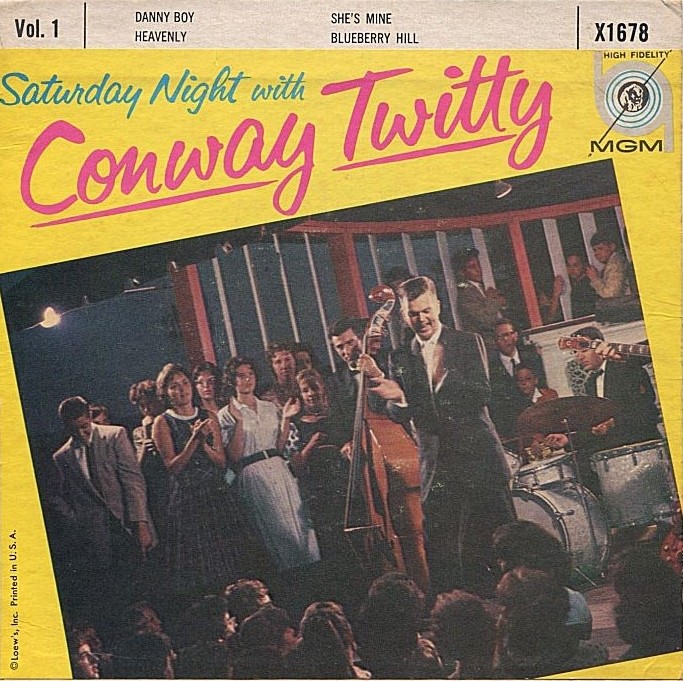 Vol. 1
DANNY BOY
HEAVENLY
SHE'S MINE
BLUEBERRY HILL
X1678
HIGH FIDELITY
MGM
Saturday Night with
Conway Twitty
©Loew's, Inc. Printed in U.S.A.